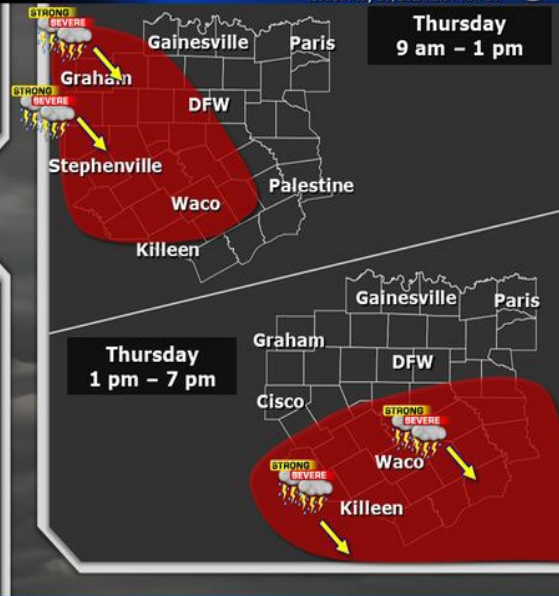 Thursday
9 am – 1 pm
STRONG
SEVERE
Gainesville
Paris
Graham
STRONG
SEVERE
DFW
Stephenville
Palestine
Waco
Killeen
Thursday
1 pm – 7 pm
Gainesville
Paris
Graham
DFW
Cisco
STRONG
SEVERE
Waco
STRONG
SEVERE
Killeen